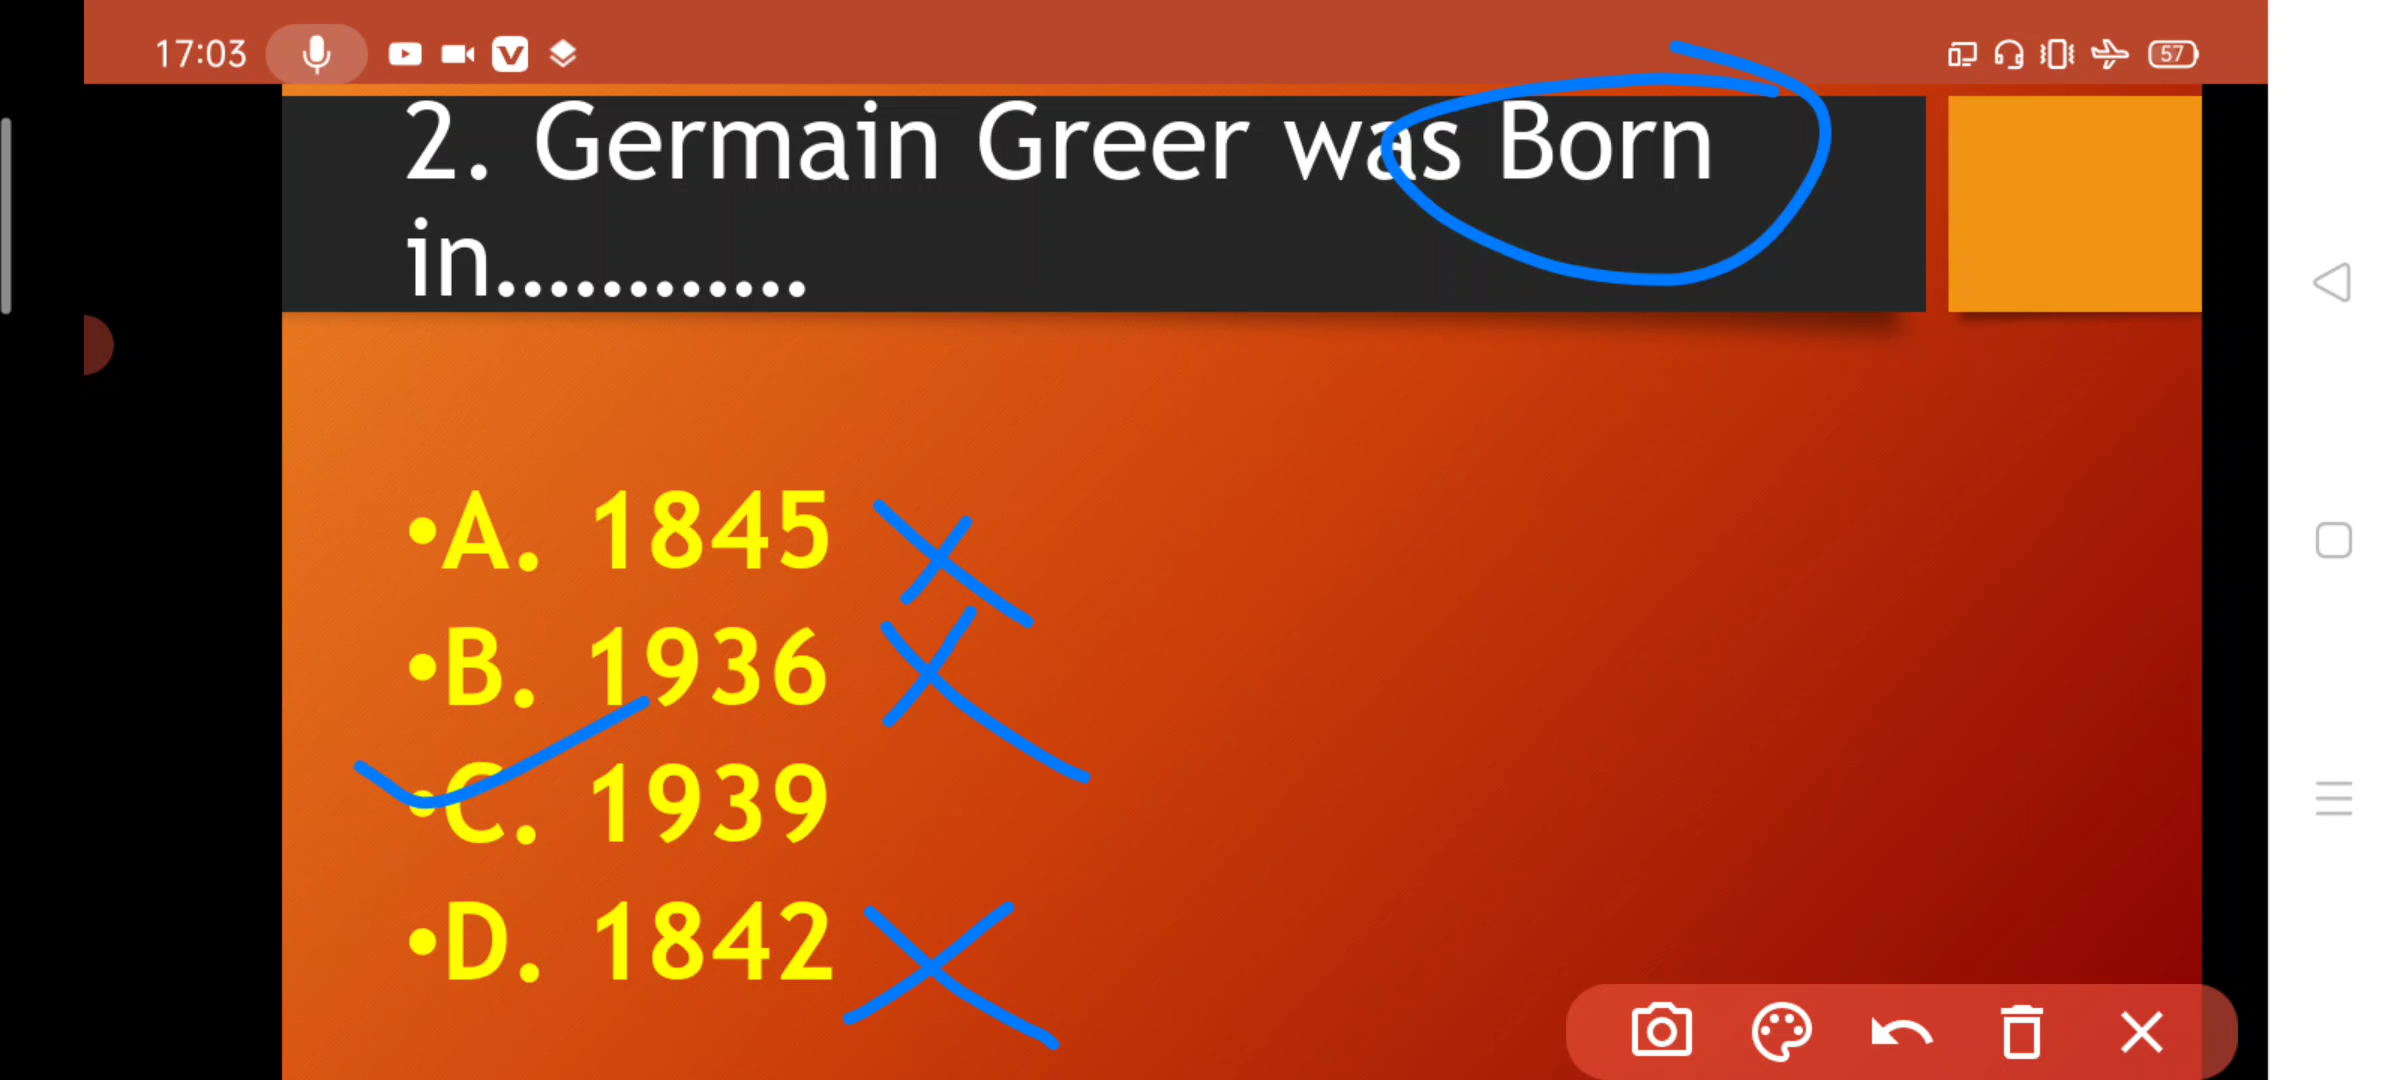 17:03
57
2. Germain Greer was Born
in............
•A. 1845
•B. 1936
•C. 1939
•D. 1842